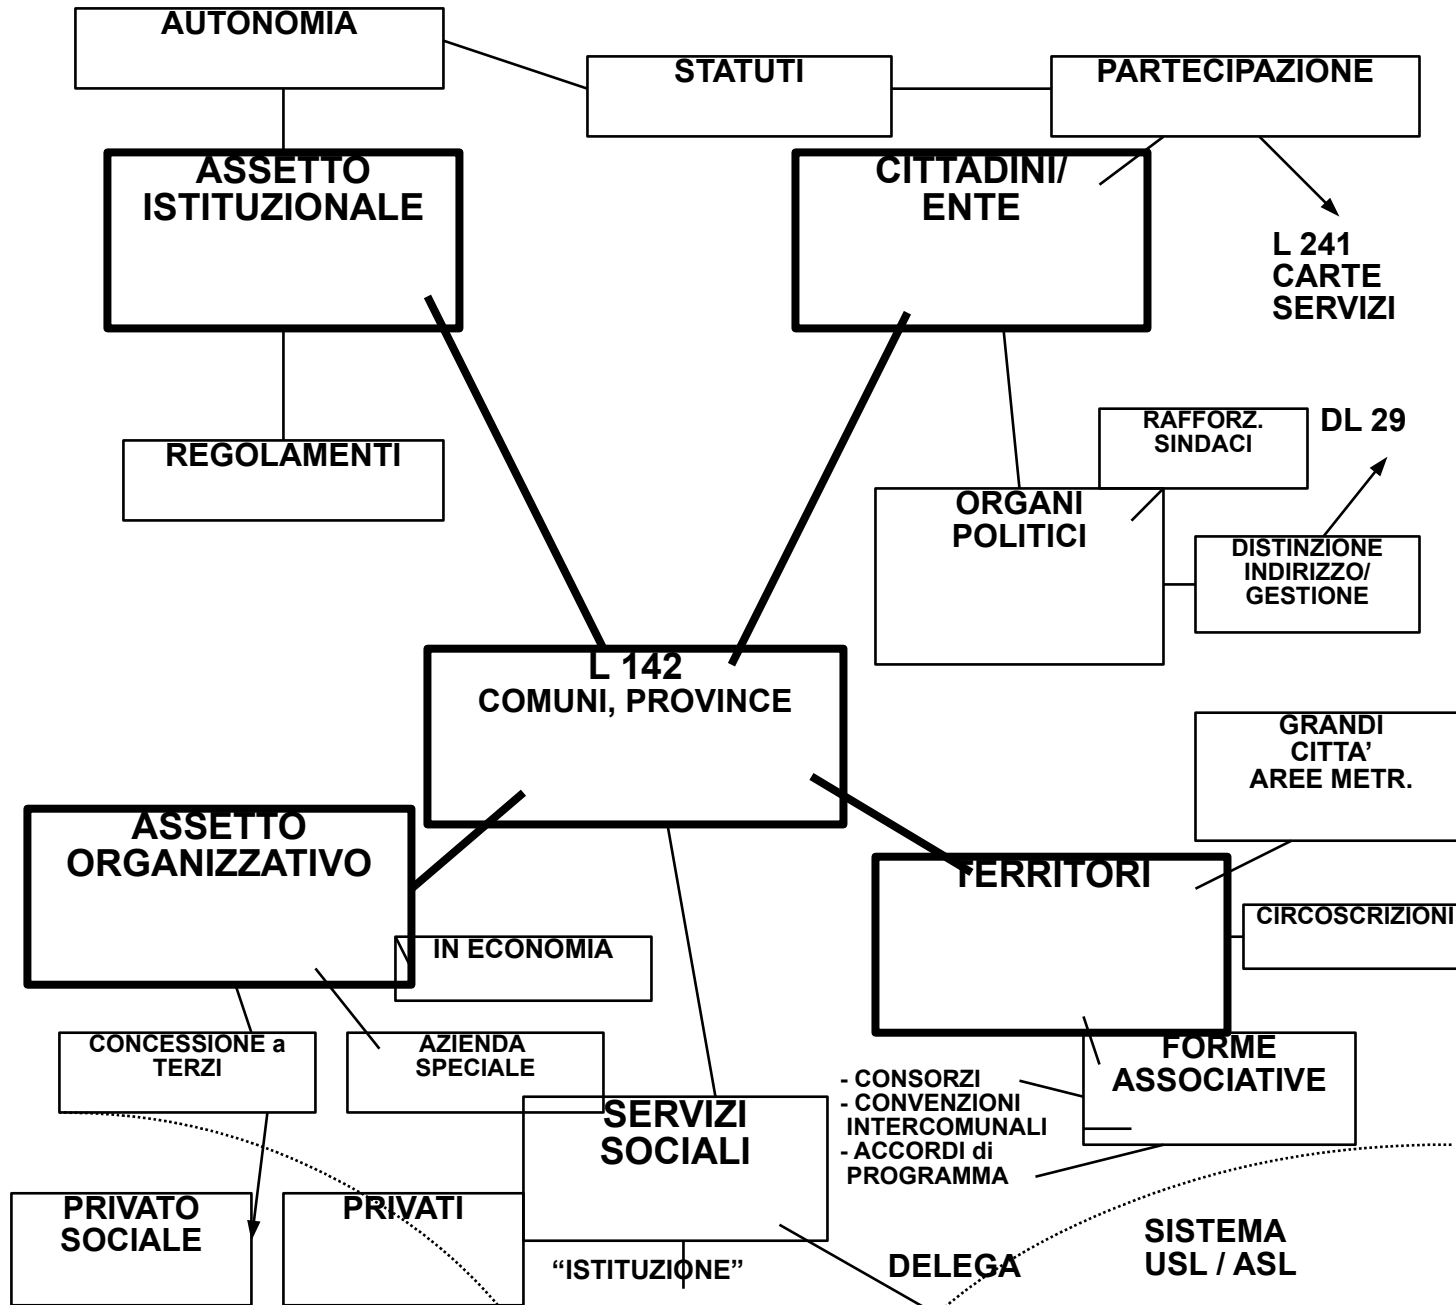 AUTONOMIA
STATUTI
PARTECIPAZIONE
ASSETTO
ISTITUZIONALE
CITTADINI/
ENTE
L 241
CARTE
SERVIZI
REGOLAMENTI
RAFFORZ.
SINDACI
DL 29
ORGANI
POLITICI
DISTINZIONE
INDIRIZZO/
GESTIONE
L 142
COMUNI, PROVINCE
GRANDI
CITTA’
AREE METR.
ASSETTO
ORGANIZZATIVO
TERRITORI
CIRCOSCRIZIONI
IN ECONOMIA
CONCESSIONE a
TERZI
AZIENDA
SPECIALE
FORME
ASSOCIATIVE
- CONSORZI
- CONVENZIONI
INTERCOMUNALI
- ACCORDI di
PROGRAMMA
SERVIZI
SOCIALI
PRIVATO
SOCIALE
PRIVATI
“ISTITUZIONE”
DELEGA
SISTEMA
USL / ASL